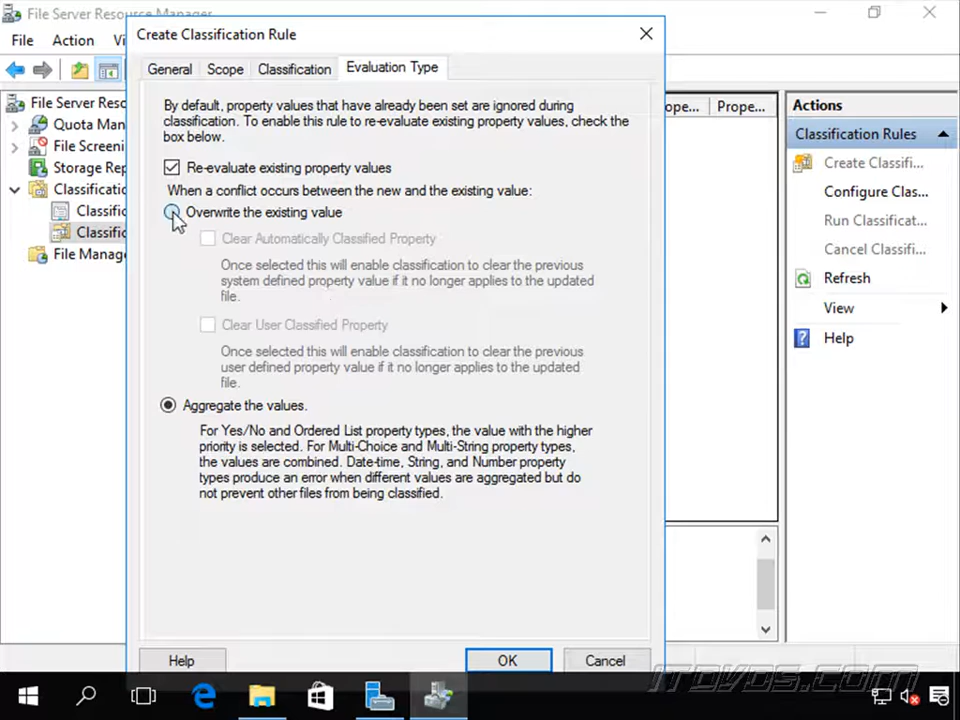 File Server Resource Manager
File Action Vi
Create Classification Rule
General Scope Classification Evaluation Type
By default, property values that have already been set are ignored during
classification. To enable this rule to re-evaluate existing property values, check the
box below.
Re-evaluate existing property values
When a conflict occurs between the new and the existing value:
Overwrite the existing value
Clear Automatically Classified Property
Once selected this will enable classification to clear the previous
system defined property value if it no longer applies to the updated
file.
Clear User Classified Property
Once selected this will enable classification to clear the previous
user defined property value if it no longer applies to the updated
file.
Aggregate the values.
For Yes/No and Ordered List property types, the value with the higher
priority is selected. For Multi-Choice and Multi-String property types,
the values are combined. Date-time, String, and Number property
types produce an error when different values are aggregated but do
not prevent other files from being classified.
Help OK Cancel
File Server Reso
Quota Man
File Screeni
Storage Rep
Classificatio
Classific
Classific
File Manage
ope... Prope...
Actions
Classification Rules
Create Classifi...
Configure Clas...
Run Classificat...
Cancel Classifi...
Refresh
View
Help
ITDVDS.COM